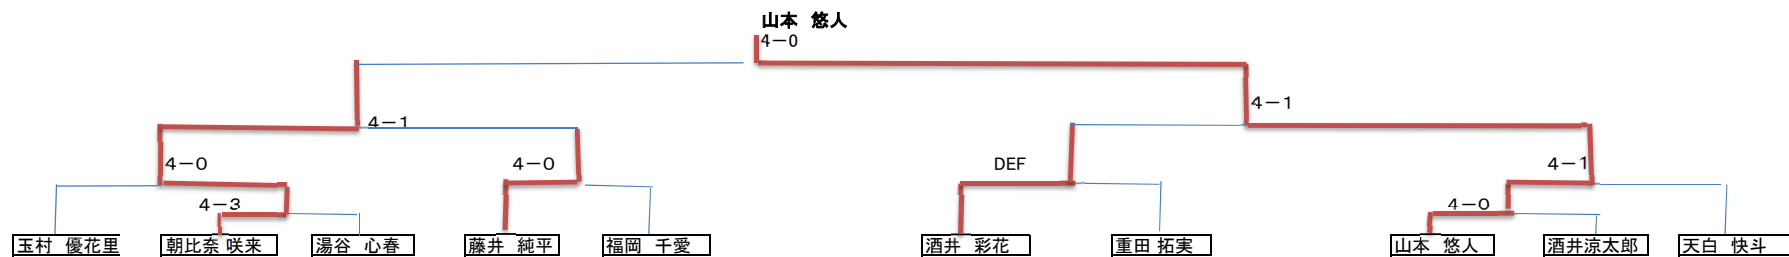 山本　悠人
4－0
4－1
4－1
4－0
4－0
DEF
4－1
4－3
4－0
玉村　優花里
朝比奈 咲来
湯谷　心春
藤井　純平
福岡　千愛
酒井　彩花
重田 拓実
山本　悠人
酒井涼太郎
天白　快斗